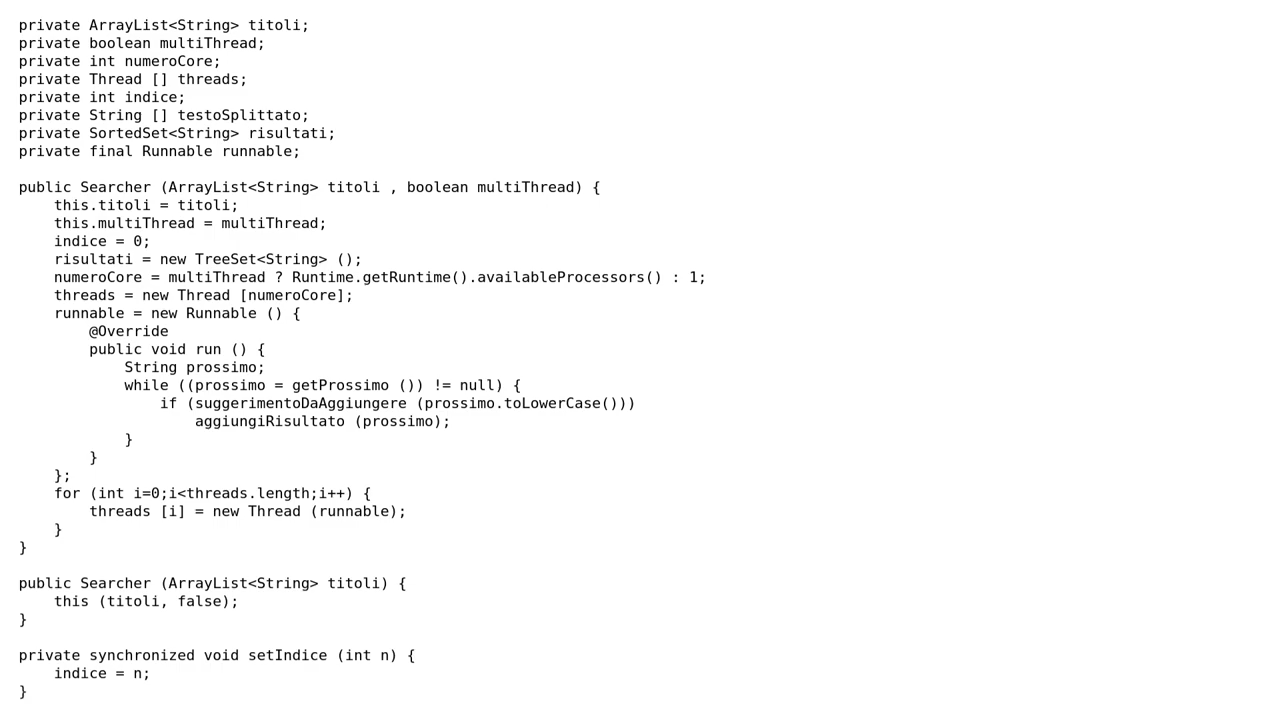 private ArrayList<String> titoli;
private boolean multiThread;
private int numeroCore;
private Thread [] threads;
private int indice;
private String [] testoSplittato;
private SortedSet<String> risultati;
private final Runnable runnable;

public Searcher (ArrayList<String> titoli , boolean multiThread) {
    this.titoli = titoli;
    this.multiThread = multiThread;
    indice = 0;
    risultati = new TreeSet<String> ();
    numeroCore = multiThread ? Runtime.getRuntime().availableProcessors() : 1;
    threads = new Thread [numeroCore];
    runnable = new Runnable () {
        @Override
        public void run () {
            String prossimo;
            while ((prossimo = getProssimo ()) != null) {
                if (suggerimentoDaAggiungere (prossimo.toLowerCase()))
                    aggiungiRisultato (prossimo);
            }
        }
    };
    for (int i=0;i<threads.length;i++) {
        threads [i] = new Thread (runnable);
    }
}

public Searcher (ArrayList<String> titoli) {
    this (titoli, false);
}

private synchronized void setIndice (int n) {
    indice = n;
}